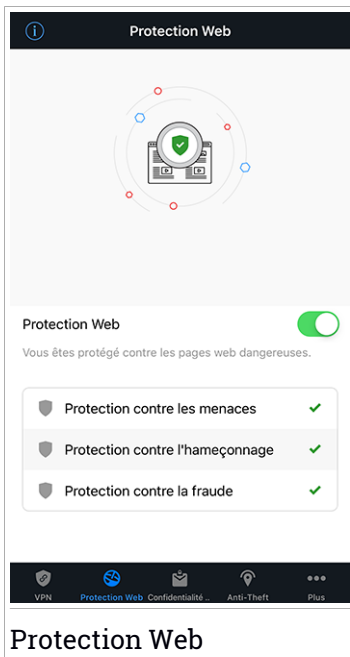 Protection Web
Protection Web
Vous êtes protégé contre les pages web dangereuses.
Protection contre les menaces
Protection contre l'hameçonnage
Protection contre la fraude
VPN Protection Web Confidentialité .. Anti-Theft Plus
Protection Web